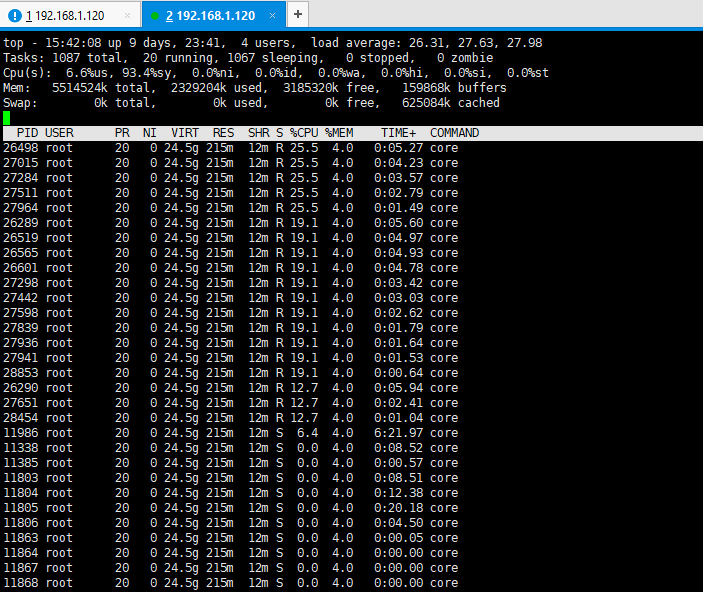 1 192.168.1.120 × 2 192.168.1.120 × +
top - 15:42:08 up 9 days, 23:41,  4 users,  load average: 26.31, 27.63, 27.98
Tasks: 1087 total,  20 running, 1067 sleeping,   0 stopped,   0 zombie
Cpu(s):  6.6%us, 93.4%sy,  0.0%ni,  0.0%id,  0.0%wa,  0.0%hi,  0.0%si,  0.0%st
Mem:   5514524k total,  2329204k used,  3185320k free,   159868k buffers
Swap:        0k total,        0k used,        0k free,   625084k cached
PID USER      PR  NI  VIRT  RES  SHR S %CPU %MEM    TIME+  COMMAND
26498 root      20   0 24.5g 215m  12m R 25.5  4.0   0:05.27 core
27015 root      20   0 24.5g 215m  12m R 25.5  4.0   0:04.23 core
27284 root      20   0 24.5g 215m  12m R 25.5  4.0   0:03.57 core
27511 root      20   0 24.5g 215m  12m R 25.5  4.0   0:02.79 core
27964 root      20   0 24.5g 215m  12m R 25.5  4.0   0:01.49 core
26289 root      20   0 24.5g 215m  12m R 19.1  4.0   0:05.60 core
26519 root      20   0 24.5g 215m  12m R 19.1  4.0   0:04.97 core
26565 root      20   0 24.5g 215m  12m R 19.1  4.0   0:04.93 core
26601 root      20   0 24.5g 215m  12m R 19.1  4.0   0:04.78 core
27298 root      20   0 24.5g 215m  12m R 19.1  4.0   0:03.42 core
27442 root      20   0 24.5g 215m  12m R 19.1  4.0   0:03.03 core
27598 root      20   0 24.5g 215m  12m R 19.1  4.0   0:02.62 core
27839 root      20   0 24.5g 215m  12m R 19.1  4.0   0:01.79 core
27936 root      20   0 24.5g 215m  12m R 19.1  4.0   0:01.64 core
27941 root      20   0 24.5g 215m  12m R 19.1  4.0   0:01.53 core
28853 root      20   0 24.5g 215m  12m R 19.1  4.0   0:00.64 core
26290 root      20   0 24.5g 215m  12m R 12.7  4.0   0:05.94 core
27651 root      20   0 24.5g 215m  12m R 12.7  4.0   0:02.41 core
28454 root      20   0 24.5g 215m  12m R 12.7  4.0   0:01.04 core
11986 root      20   0 24.5g 215m  12m S  6.4  4.0   6:21.97 core
11338 root      20   0 24.5g 215m  12m S  0.0  4.0   0:08.52 core
11385 root      20   0 24.5g 215m  12m S  0.0  4.0   0:00.57 core
11803 root      20   0 24.5g 215m  12m S  0.0  4.0   0:08.51 core
11804 root      20   0 24.5g 215m  12m S  0.0  4.0   0:12.38 core
11805 root      20   0 24.5g 215m  12m S  0.0  4.0   0:20.18 core
11806 root      20   0 24.5g 215m  12m S  0.0  4.0   0:04.50 core
11863 root      20   0 24.5g 215m  12m S  0.0  4.0   0:00.05 core
11864 root      20   0 24.5g 215m  12m S  0.0  4.0   0:00.00 core
11867 root      20   0 24.5g 215m  12m S  0.0  4.0   0:00.00 core
11868 root      20   0 24.5g 215m  12m S  0.0  4.0   0:00.00 core